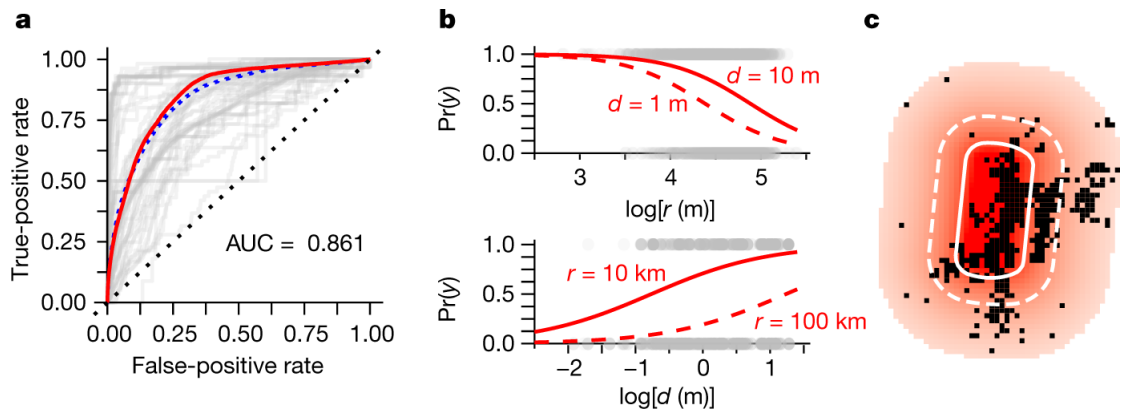 a
1.00
0.75
0.50
0.25
0.00
True-positive rate
AUC = 0.861
0.00 0.25 0.50 0.75 1.00
False-positive rate
b
1.0
0.5
1.0
Pr(y)
d = 10 m
d = 1 m
3 4 5
log[r (m)]
1.0
0.5
0.0
Pr(y)
r = 10 km
r = 100 km
−2 −1 0 1
log[d (m)]
c